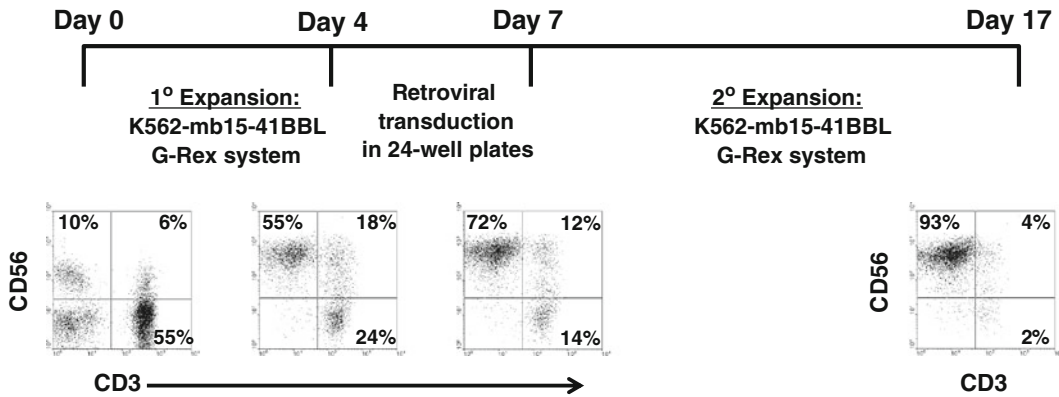 Day 0 Day 4 Day 7 Day 17
1º Expansion:
K562-mb15-41BBL
G-Rex system
Retroviral
transduction
in 24-well plates
2º Expansion:
K562-mb15-41BBL
G-Rex system
CD56
10% 6%
55%
55% 18%
24%
72% 12%
14%
CD56
93% 4%
2%
CD3
CD3